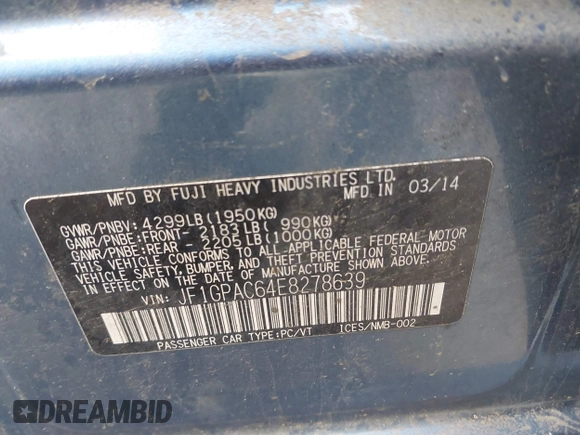 MFD BY FUJI HEAVY INDUSTRIES LTD.
MFD IN 03/14
GVWR/PNBV: 4299LB(1950KG)
GAWR/PNBE:FRONT- 2183LB( 990KG)
GAWR/PNBE:REAR - 2205LB(1000KG)
THIS VEHICLE CONFORMS TO ALL APPLICABLE FEDERAL MOTOR
VEHICLE SAFETY, BUMPER AND THEFT PREVENTION STANDARDS
IN EFFECT ON THE DATE OF MANUFACTURE SHOWN ABOVE.
VIN: JF1GPAC64E8278639
PASSENGER CAR TYPE:PC/VT ICES/NMB-002
DREAMBID